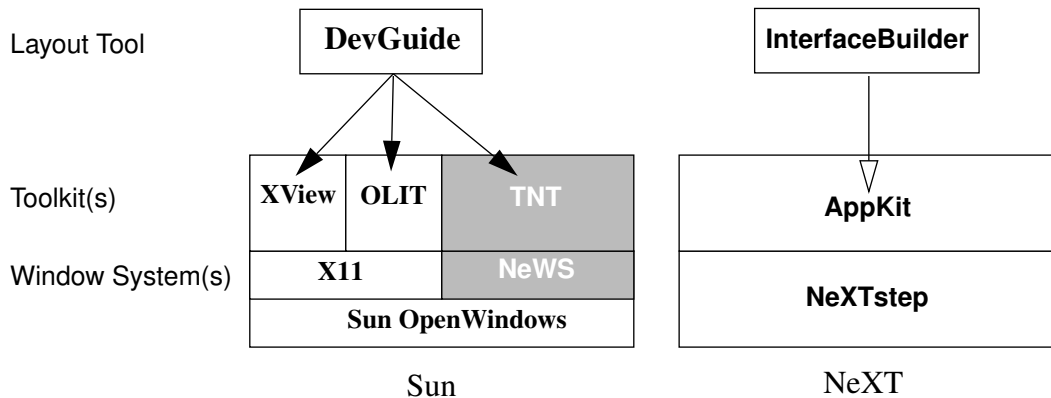 Layout Tool
DevGuide
InterfaceBuilder
Toolkit(s)
XView
OLIT
TNT
AppKit
Window System(s)
X11
NeWS
NeXTstep
Sun OpenWindows
Sun
NeXT